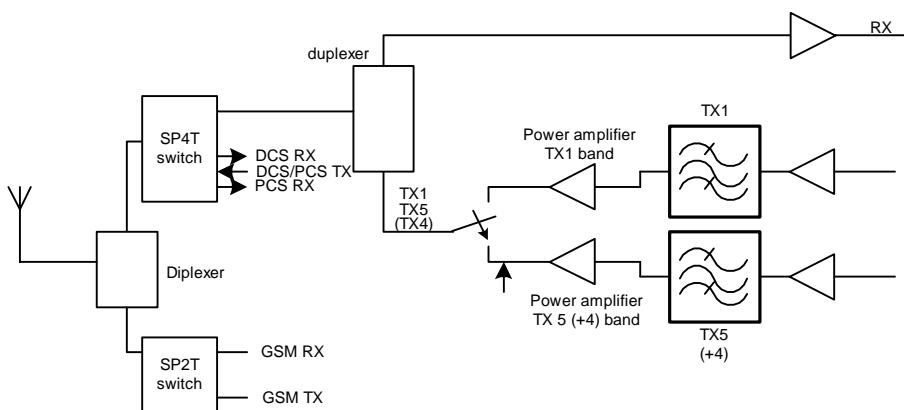 duplexer
RX
TX1
SP4T
switch
Power amplifier
TX1 band
DCS RX
DCS/PCS TX
PCS RX
TX1
TX5
(TX4)
Diplexer
Power amplifier
TX 5 (+4) band
TX5
(+4)
SP2T
switch
GSM RX
GSM TX